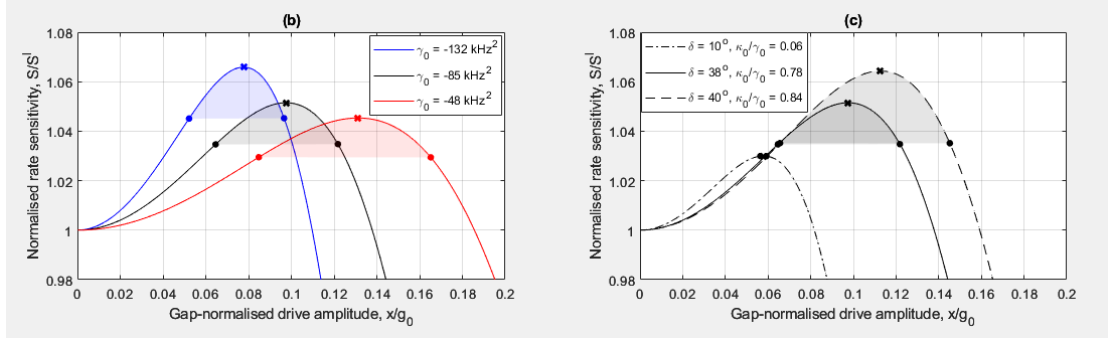 (b)
Normalised rate sensitivity, S/S^l
1.08
1.06
1.04
1.02
1
0.98
γ₀ = -132 kHz²
γ₀ = -85 kHz²
γ₀ = -48 kHz²
0 0.02 0.04 0.06 0.08 0.1 0.12 0.14 0.16 0.18 0.2
Gap-normalised drive amplitude, x/g₀
(c)
Normalised rate sensitivity, S/S^l
1.08
1.06
1.04
1.02
1
0.98
δ = 10°, κ₀/γ₀ = 0.06
δ = 38°, κ₀/γ₀ = 0.78
δ = 40°, κ₀/γ₀ = 0.84
0 0.02 0.04 0.06 0.08 0.1 0.12 0.14 0.16 0.18 0.2
Gap-normalised drive amplitude, x/g₀